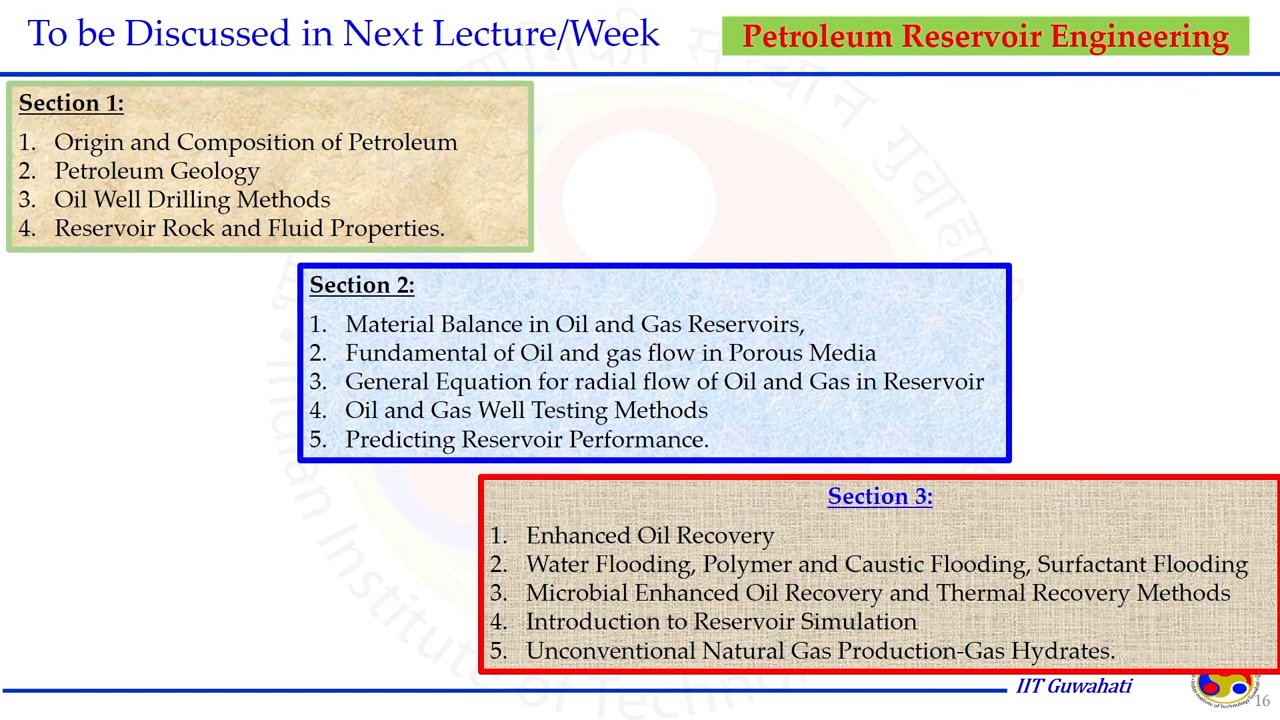 To be Discussed in Next Lecture/Week
Petroleum Reservoir Engineering
Section 1:
1. Origin and Composition of Petroleum
2. Petroleum Geology
3. Oil Well Drilling Methods
4. Reservoir Rock and Fluid Properties.
Section 2:
1. Material Balance in Oil and Gas Reservoirs,
2. Fundamental of Oil and gas flow in Porous Media
3. General Equation for radial flow of Oil and Gas in Reservoir
4. Oil and Gas Well Testing Methods
5. Predicting Reservoir Performance.
Section 3:
1. Enhanced Oil Recovery
2. Water Flooding, Polymer and Caustic Flooding, Surfactant Flooding
3. Microbial Enhanced Oil Recovery and Thermal Recovery Methods
4. Introduction to Reservoir Simulation
5. Unconventional Natural Gas Production-Gas Hydrates.
Indian Institute of Techno
IIT Guwahati
16